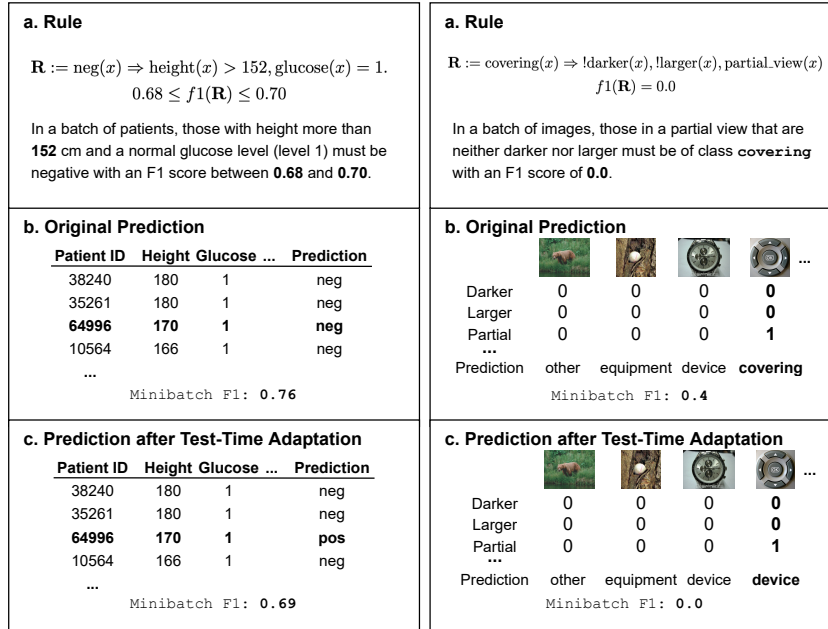 a. Rule
R := neg(x) ⇒ height(x) > 152, glucose(x) = 1.
0.68 ≤ f1(R) ≤ 0.70
In a batch of patients, those with height more than
152 cm and a normal glucose level (level 1) must be
negative with an F1 score between 0.68 and 0.70.
b. Original Prediction
Patient ID Height Glucose ... Prediction
38240 180 1 neg
35261 180 1 neg
64996 170 1 neg
10564 166 1 neg
...
Minibatch F1: 0.76
c. Prediction after Test-Time Adaptation
Patient ID Height Glucose ... Prediction
38240 180 1 neg
35261 180 1 neg
64996 170 1 pos
10564 166 1 neg
...
Minibatch F1: 0.69
a. Rule
R := covering(x) ⇒ !darker(x), !larger(x), partial_view(x)
f1(R) = 0.0
In a batch of images, those in a partial view that are
neither darker nor larger must be of class covering
with an F1 score of 0.0.
b. Original Prediction
...
Darker 0 0 0 0
Larger 0 0 0 0
Partial 0 0 0 1
...
Prediction other equipment device covering
Minibatch F1: 0.4
c. Prediction after Test-Time Adaptation
...
Darker 0 0 0 0
Larger 0 0 0 0
Partial 0 0 0 1
...
Prediction other equipment device device
Minibatch F1: 0.0